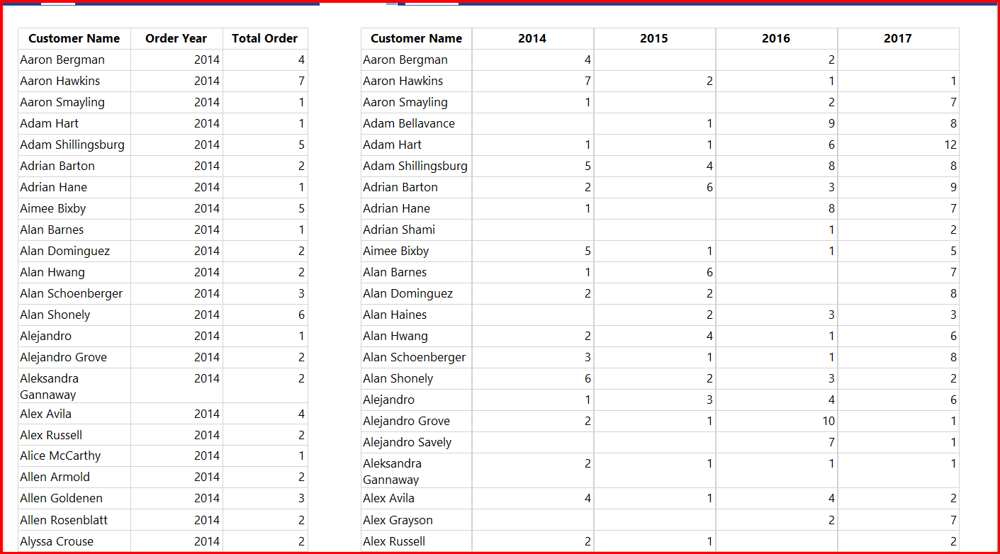 Customer Name Order Year Total Order
Aaron Bergman 2014 4
Aaron Hawkins 2014 7
Aaron Smayling 2014 1
Adam Hart 2014 1
Adam Shillingsburg 2014 5
Adrian Barton 2014 2
Adrian Hane 2014 1
Aimee Bixby 2014 5
Alan Barnes 2014 1
Alan Dominguez 2014 2
Alan Hwang 2014 2
Alan Schoenberger 2014 3
Alan Shonely 2014 6
Alejandro 2014 1
Alejandro Grove 2014 2
Aleksandra 2014 2
Gannaway
Alex Avila 2014 4
Alex Russell 2014 2
Alice McCarthy 2014 1
Allen Armold 2014 2
Allen Goldenen 2014 3
Allen Rosenblatt 2014 2
Alyssa Crouse 2014 2
Customer Name 2014 2015 2016 2017
Aaron Bergman 4 2
Aaron Hawkins 7 2 1 1
Aaron Smayling 1 2 7
Adam Bellavance 1 9 8
Adam Hart 1 1 6 12
Adam Shillingsburg 5 4 8 8
Adrian Barton 2 6 3 9
Adrian Hane 1 8 7
Adrian Shami 1 2
Aimee Bixby 5 1 1 5
Alan Barnes 1 6 7
Alan Dominguez 2 2 8
Alan Haines 2 3 3
Alan Hwang 2 4 1 6
Alan Schoenberger 3 1 1 8
Alan Shonely 6 2 3 2
Alejandro 1 3 4 6
Alejandro Grove 2 1 10 1
Alejandro Savely 7 1
Aleksandra 2 1 1 1
Gannaway
Alex Avila 4 1 4 2
Alex Grayson 2 7
Alex Russell 2 1 2